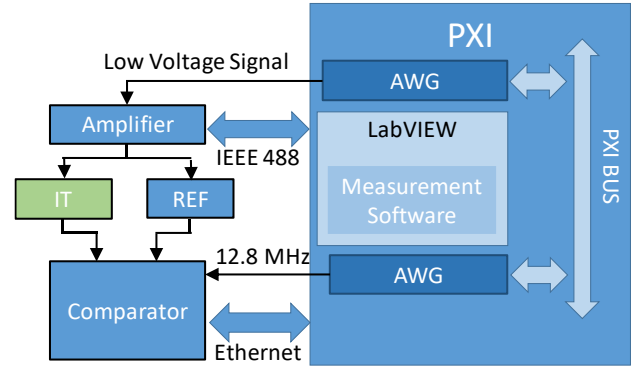 PXI
Low Voltage Signal
AWG
Amplifier
IEEE 488
LabVIEW
PXI BUS
IT
REF
Measurement
Software
12.8 MHz
AWG
Comparator
Ethernet